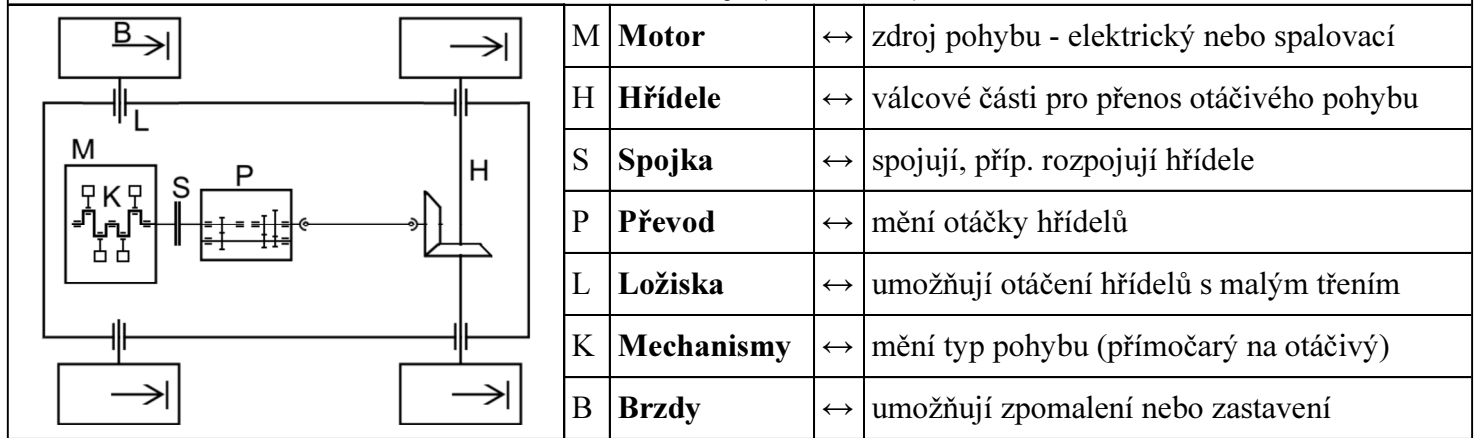 B
L
M
K
S
P
H
M Motor ↔ zdroj pohybu - elektrický nebo spalovací
H Hřídele ↔ válcové části pro přenos otáčivého pohybu
S Spojka ↔ spojují, příp. rozpojují hřídele
P Převod ↔ mění otáčky hřídelů
L Ložiska ↔ umožňují otáčení hřídelů s malým třením
K Mechanismy ↔ mění typ pohybu (přímočarý na otáčivý)
B Brzdy ↔ umožňují zpomalení nebo zastavení